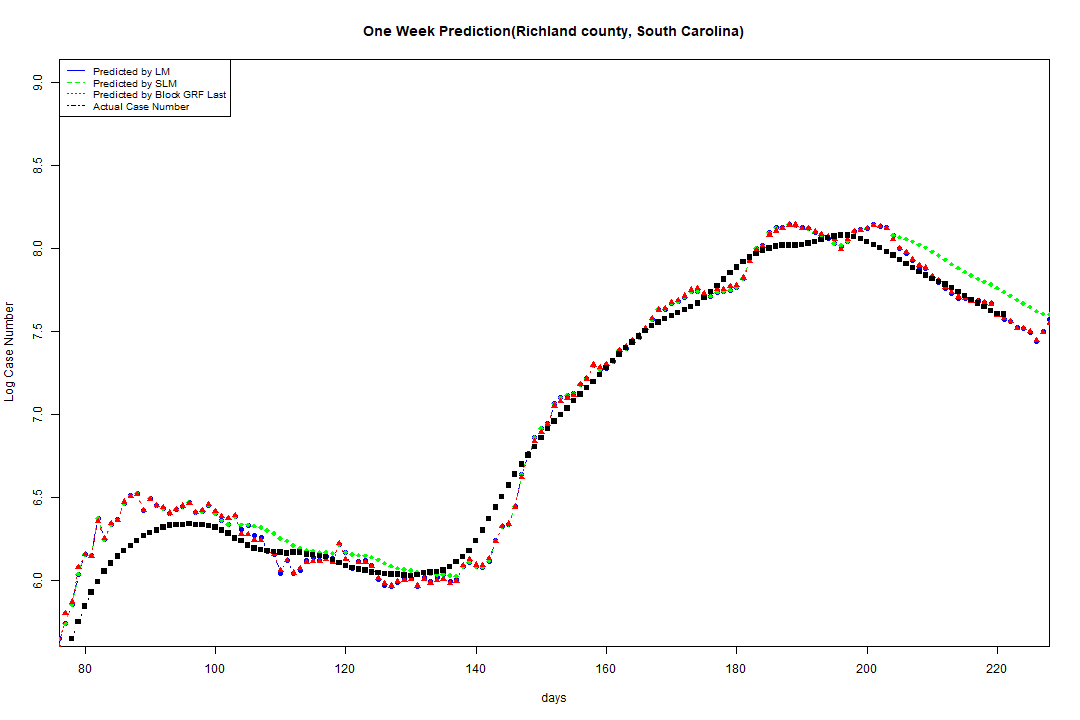 One Week Prediction(Richland county, South Carolina)
Predicted by LM
Predicted by SLM
Predicted by Block GRF Last
Actual Case Number
9.0
8.5
8.0
7.5
7.0
6.5
6.0
Log Case Number
80 100 120 140 160 180 200 220
days